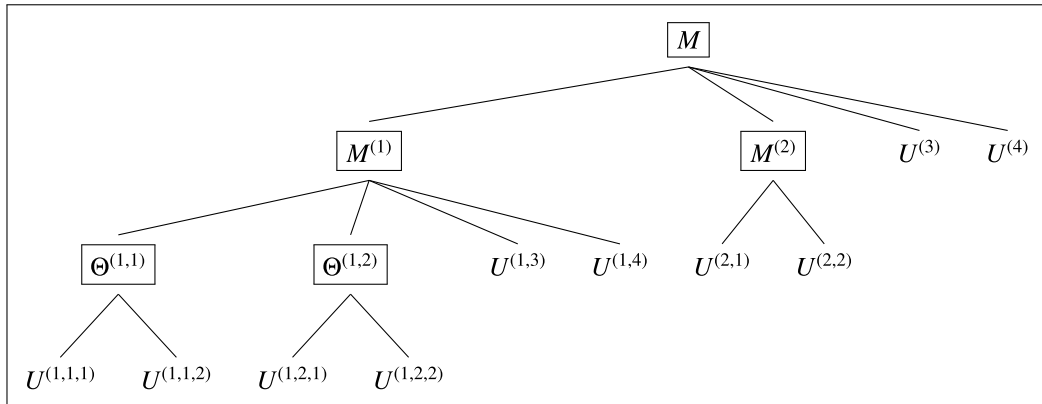 M
M^(1) M^(2) U^(3) U^(4)
Θ^(1,1) Θ^(1,2) U^(1,3) U^(1,4) U^(2,1) U^(2,2)
U^(1,1,1) U^(1,1,2) U^(1,2,1) U^(1,2,2)